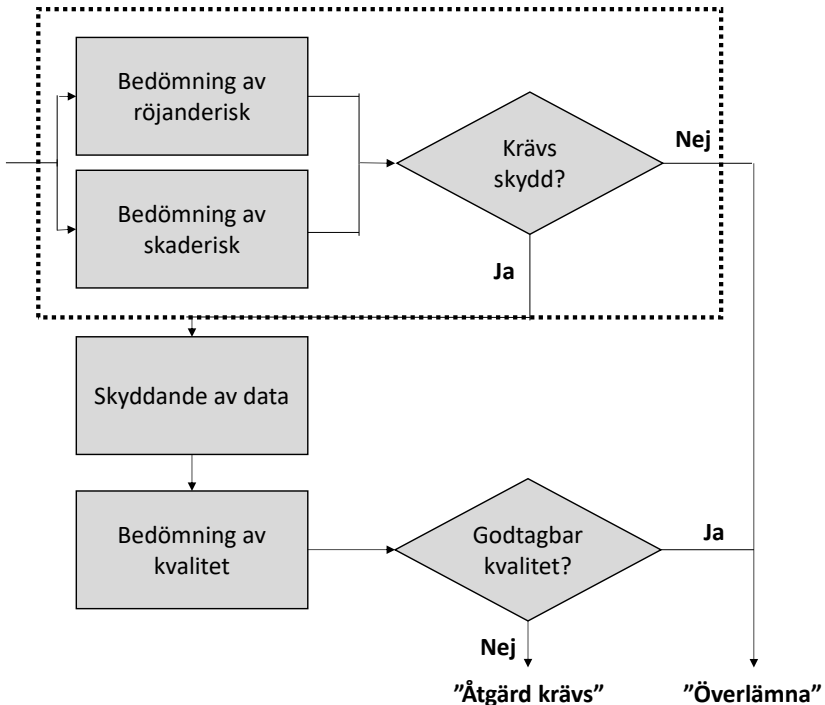 Bedömning av
röjanderisk
Bedömning av
skaderisk
Krävs
skydd?
Nej
Ja
Skyddande av data
Bedömning av
kvalitet
Godtagbar
kvalitet?
Ja
Nej
”Åtgärd krävs”
”Överlämna”